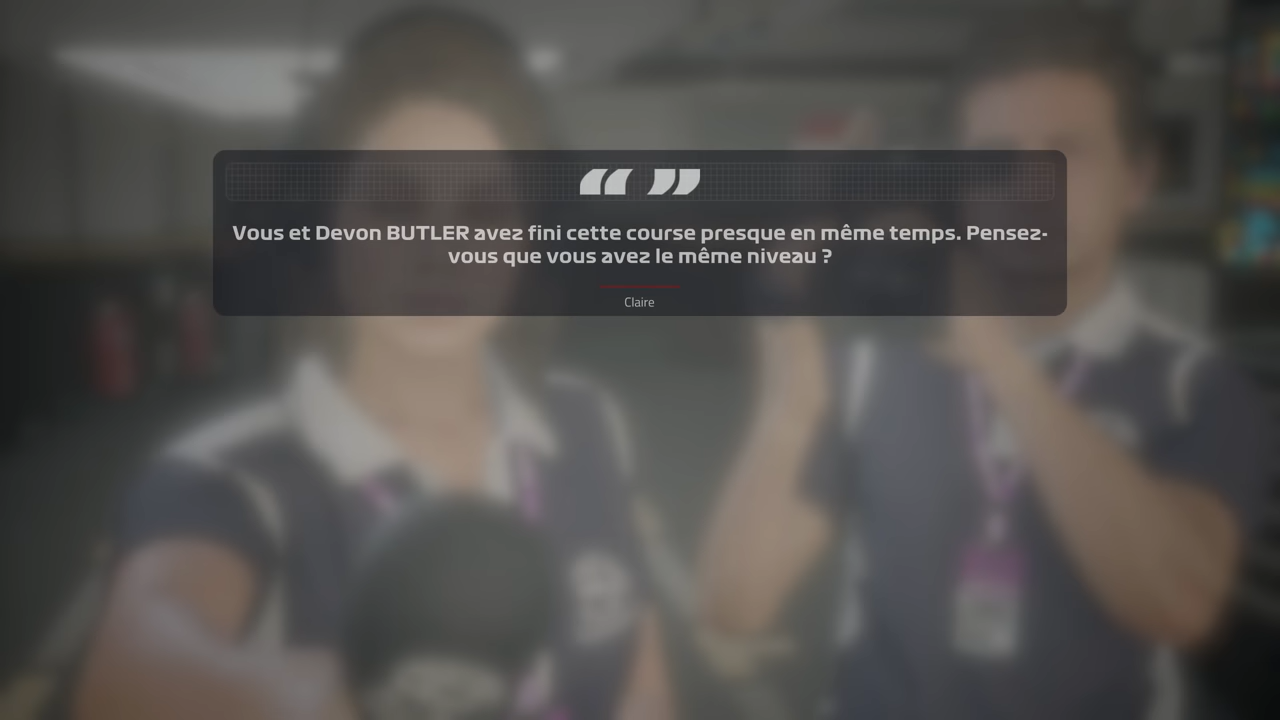 Vous et Devon BUTLER avez fini cette course presque en même temps. Pensez-
vous que vous avez le même niveau ?
Claire